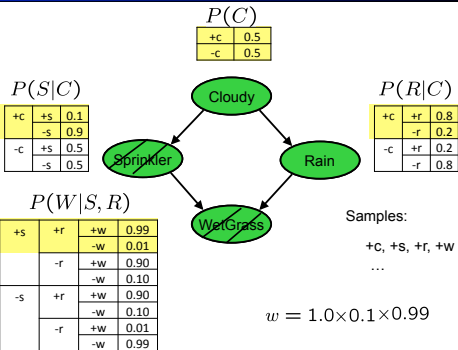 P(C)
+c 0.5
-c 0.5
P(S|C)
+c +s 0.1
-s 0.9
-c +s 0.5
-s 0.5
Cloudy
P(R|C)
+c +r 0.8
-r 0.2
-c +r 0.2
-r 0.8
Sprinkler
Rain
P(W|S, R)
+s +r +w 0.99
-w 0.01
-r +w 0.90
-w 0.10
-s +r +w 0.90
-w 0.10
-r +w 0.01
-w 0.99
WetGrass
Samples:
+c, +s, +r, +w
...
w = 1.0×0.1×0.99